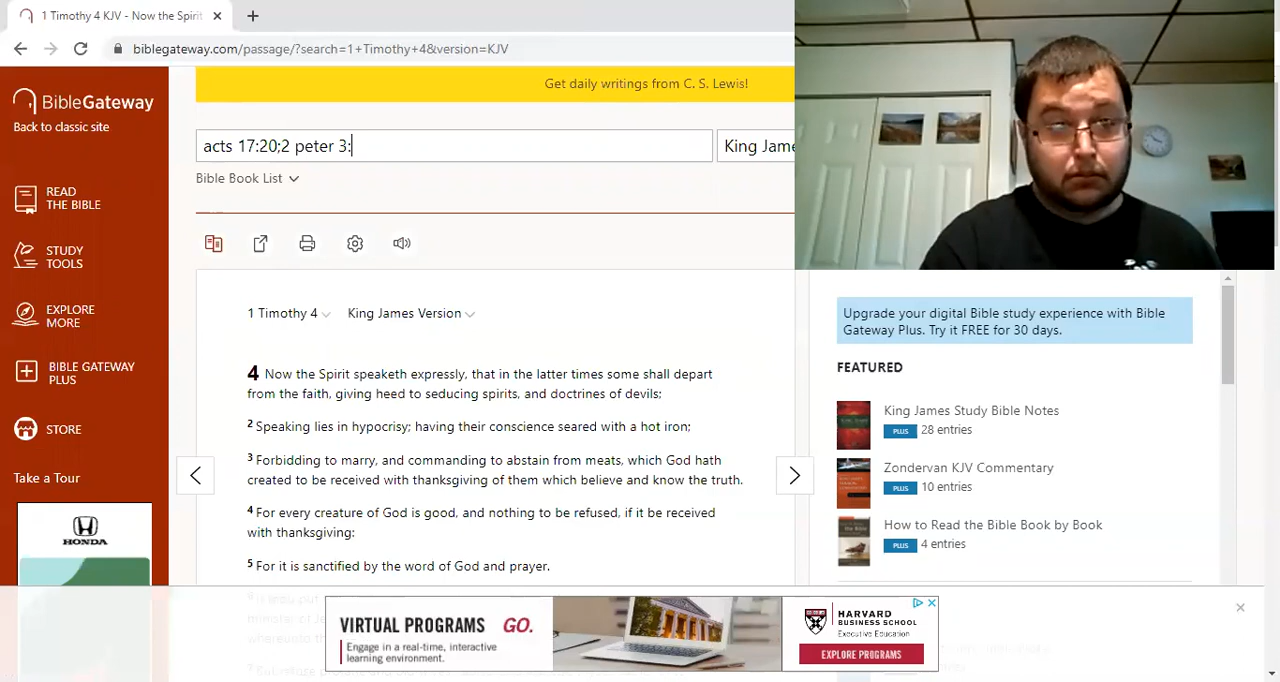 1 Timothy 4 KJV - Now the Spirit
biblegateway.com/passage/?search=1+Timothy+4&version=KJV
BibleGateway
Back to classic site
READ
THE BIBLE
STUDY
TOOLS
EXPLORE
MORE
BIBLE GATEWAY
PLUS
STORE
Take a Tour
HONDA
Get daily writings from C. S. Lewis!
acts 17:20;2 peter 3:
King Jame
Bible Book List
1 Timothy 4
King James Version
4 Now the Spirit speaketh expressly, that in the latter times some shall depart
from the faith, giving heed to seducing spirits, and doctrines of devils;
2 Speaking lies in hypocrisy; having their conscience seared with a hot iron;
3 Forbidding to marry, and commanding to abstain from meats, which God hath
created to be received with thanksgiving of them which believe and know the truth.
4 For every creature of God is good, and nothing to be refused, if it be received
with thanksgiving:
5 For it is sanctified by the word of God and prayer.
Upgrade your digital Bible study experience with Bible
Gateway Plus. Try it FREE for 30 days.
FEATURED
King James Study Bible Notes
PLUS 28 entries
Zondervan KJV Commentary
PLUS 10 entries
How to Read the Bible Book by Book
PLUS 4 entries
VIRTUAL PROGRAMS GO.
Engage in a real-time, interactive
learning environment.
HARVARD
BUSINESS SCHOOL
Executive Education
EXPLORE PROGRAMS